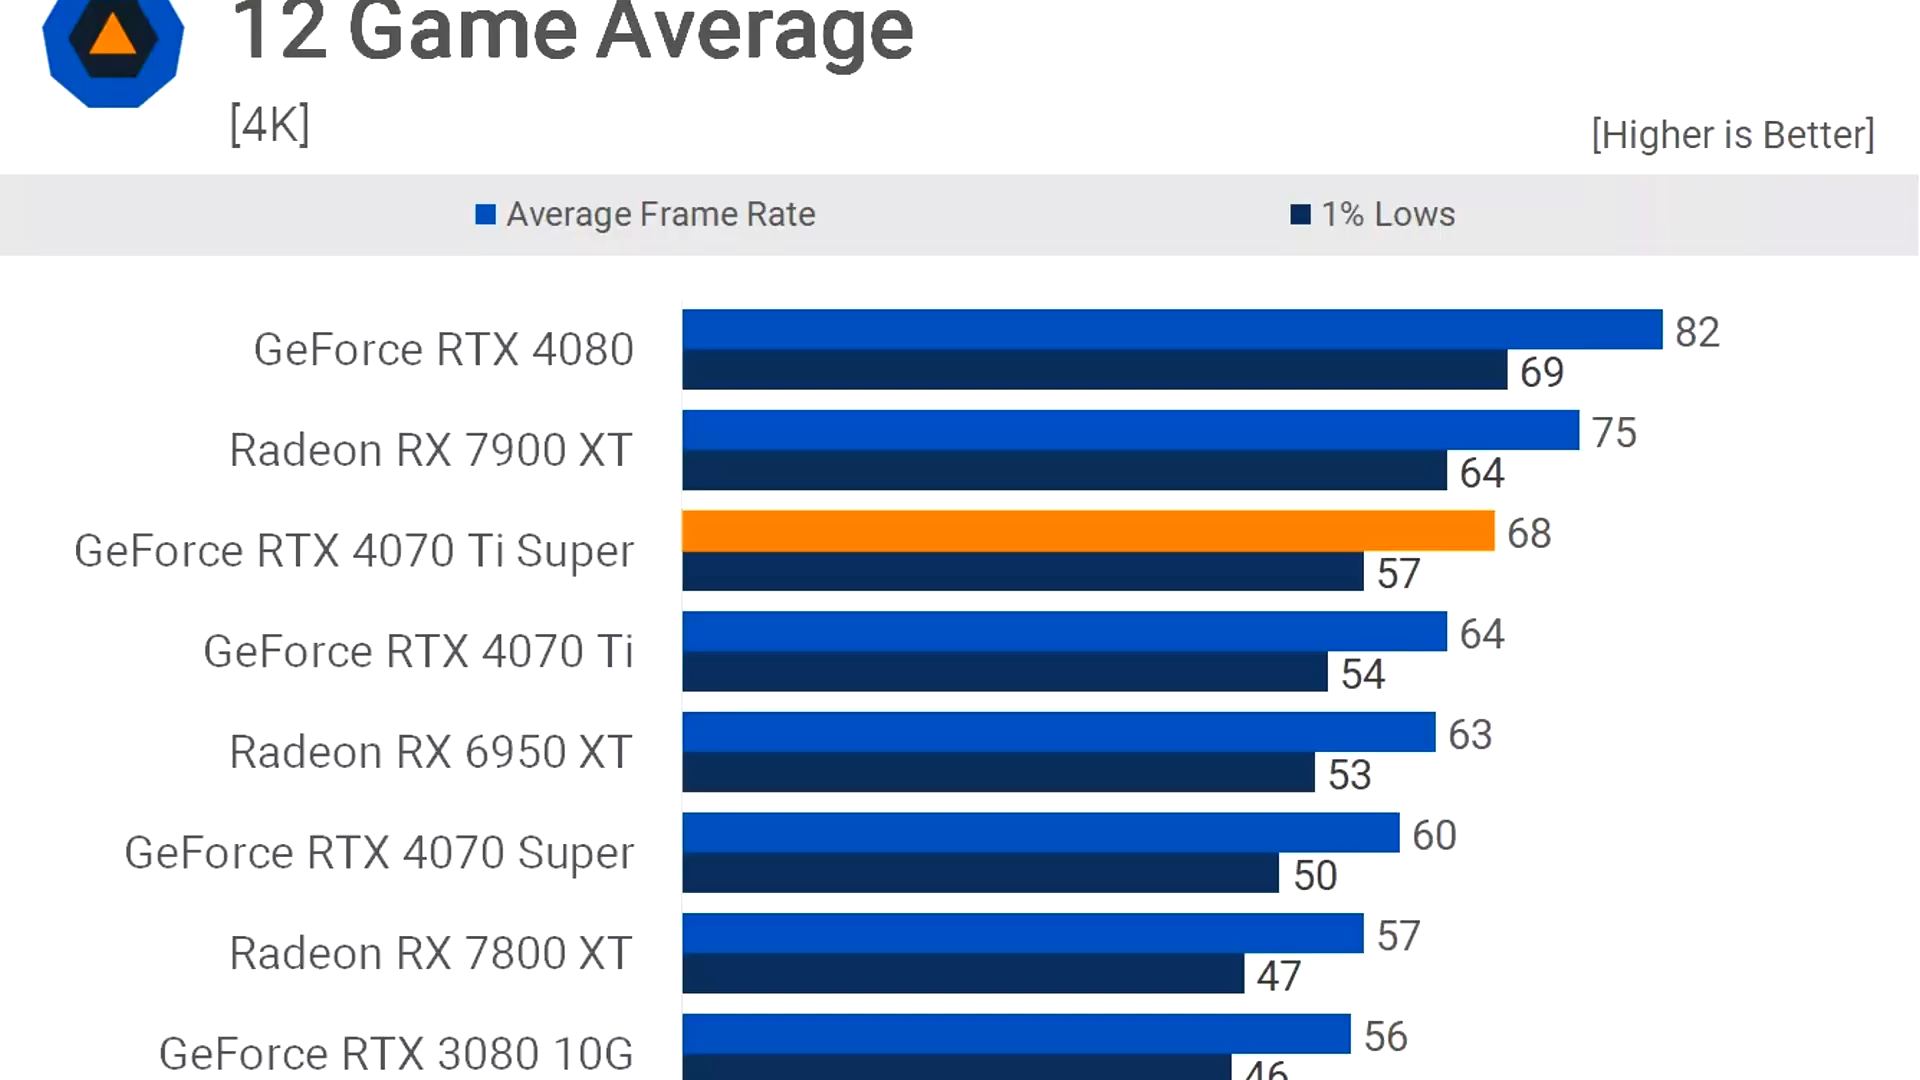 12 Game Average
[4K]
[Higher is Better]
Average Frame Rate
1% Lows
GeForce RTX 4080
82
69
Radeon RX 7900 XT
75
64
GeForce RTX 4070 Ti Super
68
57
GeForce RTX 4070 Ti
64
54
Radeon RX 6950 XT
63
53
GeForce RTX 4070 Super
60
50
Radeon RX 7800 XT
57
47
GeForce RTX 3080 10G
56
46